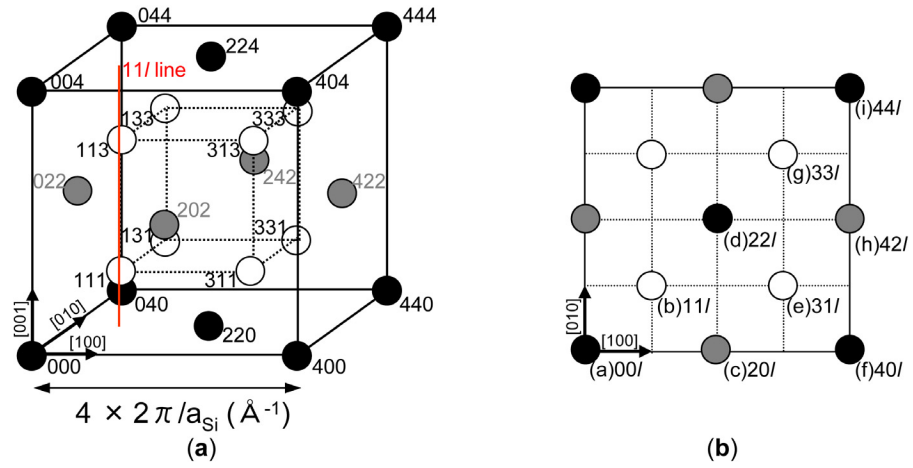 044
444
224
11l line
004
404
133
333
113
313
022
242
422
202
131
331
111
311
040
440
[001]
[010]
220
[100]
000
400
4 × 2π/a_Si (Å⁻¹)
(a)
(i)44l
(g)33l
(d)22l
(h)42l
(b)11l
(e)31l
[010]
[100]
(a)00l
(c)20l
(f)40l
(b)